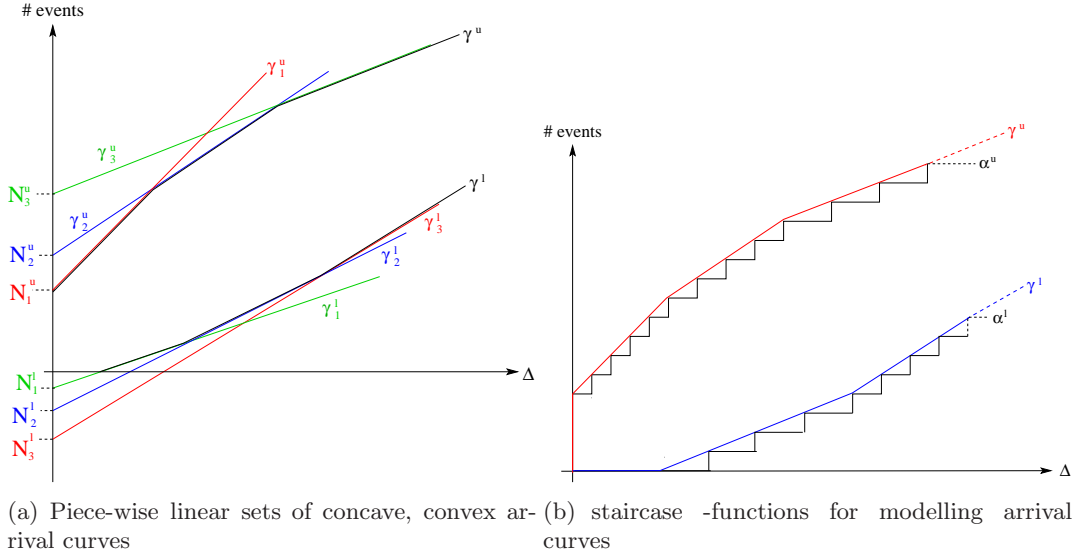 # events
γ u
γ 1 u
γ 3 u
N 3 u
γ 2 u
N 2 u
N 1 u
γ l
γ 3 l
γ 2 l
γ 1 l
Δ
N 1 l
N 2 l
N 3 l
(a) Piece-wise linear sets of concave, convex ar-
rival curves
# events
γ u
α u
γ l
α l
Δ
(b) staircase -functions for modelling arrival
curves